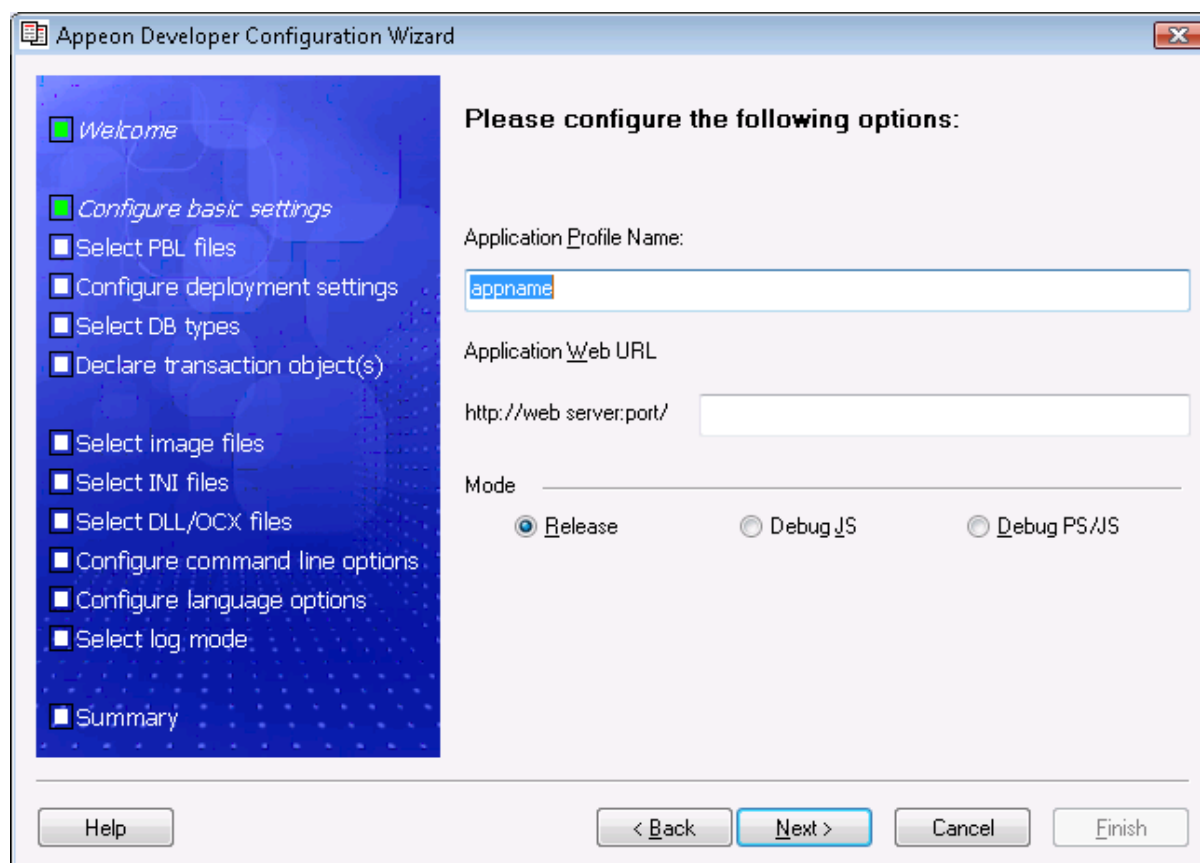 Appeon Developer Configuration Wizard
Welcome
Configure basic settings
Select PBL files
Configure deployment settings
Select DB types
Declare transaction object(s)
Select image files
Select INI files
Select DLL/OCX files
Configure command line options
Configure language options
Select log mode
Summary
Please configure the following options:
Application Profile Name:
appname
Application Web URL
http://web server:port/
Mode
Release Debug JS Debug PS/JS
Help < Back Next > Cancel Finish